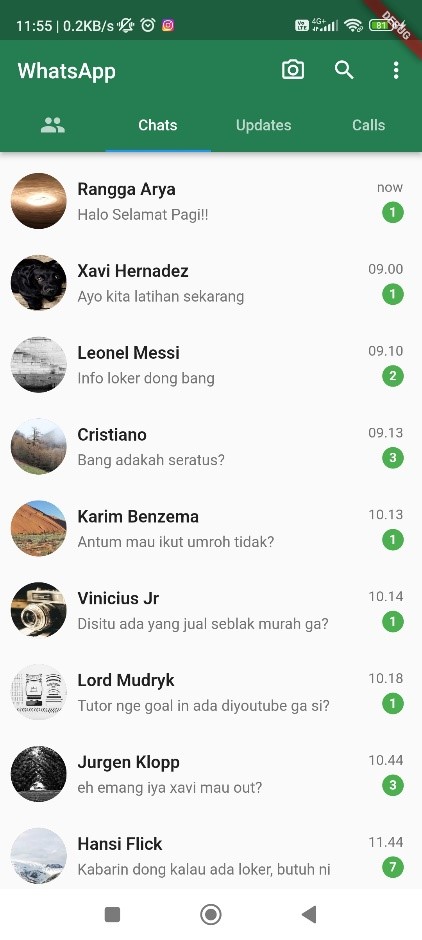 11:55 | 0.2KB/s
4G+
81
DEBUG
WhatsApp
Chats
Updates
Calls
Rangga Arya
now
Halo Selamat Pagi!!
1
Xavi Hernadez
09.00
Ayo kita latihan sekarang
1
Leonel Messi
09.10
Info loker dong bang
2
Cristiano
09.13
Bang adakah seratus?
3
Karim Benzema
10.13
Antum mau ikut umroh tidak?
1
Vinicius Jr
10.14
Disitu ada yang jual seblak murah ga?
1
Lord Mudryk
10.18
Tutor nge goal in ada diyoutube ga si?
1
Jurgen Klopp
10.44
eh emang iya xavi mau out?
3
Hansi Flick
11.44
Kabarin dong kalau ada loker, butuh ni
7